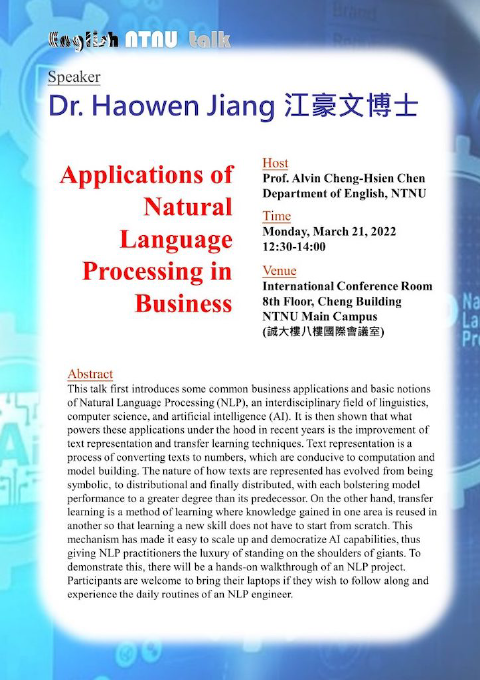 English NTNU talk
Speaker
Dr. Haowen Jiang 江豪文博士
Applications of
Natural
Language
Processing in
Business
Host
Prof. Alvin Cheng-Hsien Chen
Department of English, NTNU
Time
Monday, March 21, 2022
12:30-14:00
Venue
International Conference Room
8th Floor, Cheng Building
NTNU Main Campus
(誠大樓八樓國際會議室)
Abstract
This talk first introduces some common business applications and basic notions
of Natural Language Processing (NLP), an interdisciplinary field of linguistics,
computer science, and artificial intelligence (AI). It is then shown that what
powers these applications under the hood in recent years is the improvement of
text representation and transfer learning techniques. Text representation is a
process of converting texts to numbers, which are conducive to computation and
model building. The nature of how texts are represented has evolved from being
symbolic, to distributional and finally distributed, with each bolstering model
performance to a greater degree than its predecessor. On the other hand, transfer
learning is a method of learning where knowledge gained in one area is reused in
another so that learning a new skill does not have to start from scratch. This
mechanism has made it easy to scale up and democratize AI capabilities, thus
giving NLP practitioners the luxury of standing on the shoulders of giants. To
demonstrate this, there will be a hands-on walkthrough of an NLP project.
Participants are welcome to bring their laptops if they wish to follow along and
experience the daily routines of an NLP engineer.